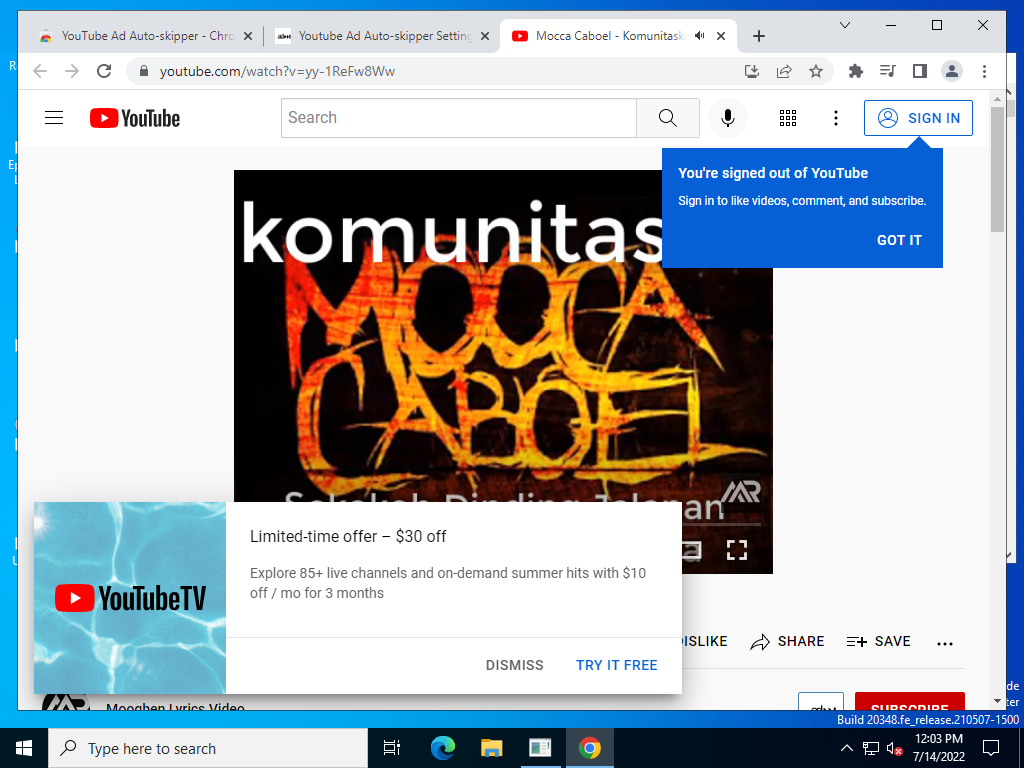 YouTube Ad Auto-skipper - Chro
Youtube Ad Auto-skipper Setting
Mocca Caboel - Komunitask
youtube.com/watch?v=yy-1ReFw8Ww
YouTube
Search
SIGN IN
You're signed out of YouTube
Sign in to like videos, comment, and subscribe.
GOT IT
komunitas
MOCCA
CABOEL
Sekokoh Dinding Jalanan
MR
YouTubeTV
Limited-time offer – $30 off
Explore 85+ live channels and on-demand summer hits with $10
off / mo for 3 months
DISMISS
TRY IT FREE
DISLIKE
SHARE
SAVE
Mooghen Lyrics Video
SUBSCRIBE
Build 20348.fe_release.210507-1500
Type here to search
12:03 PM
7/14/2022